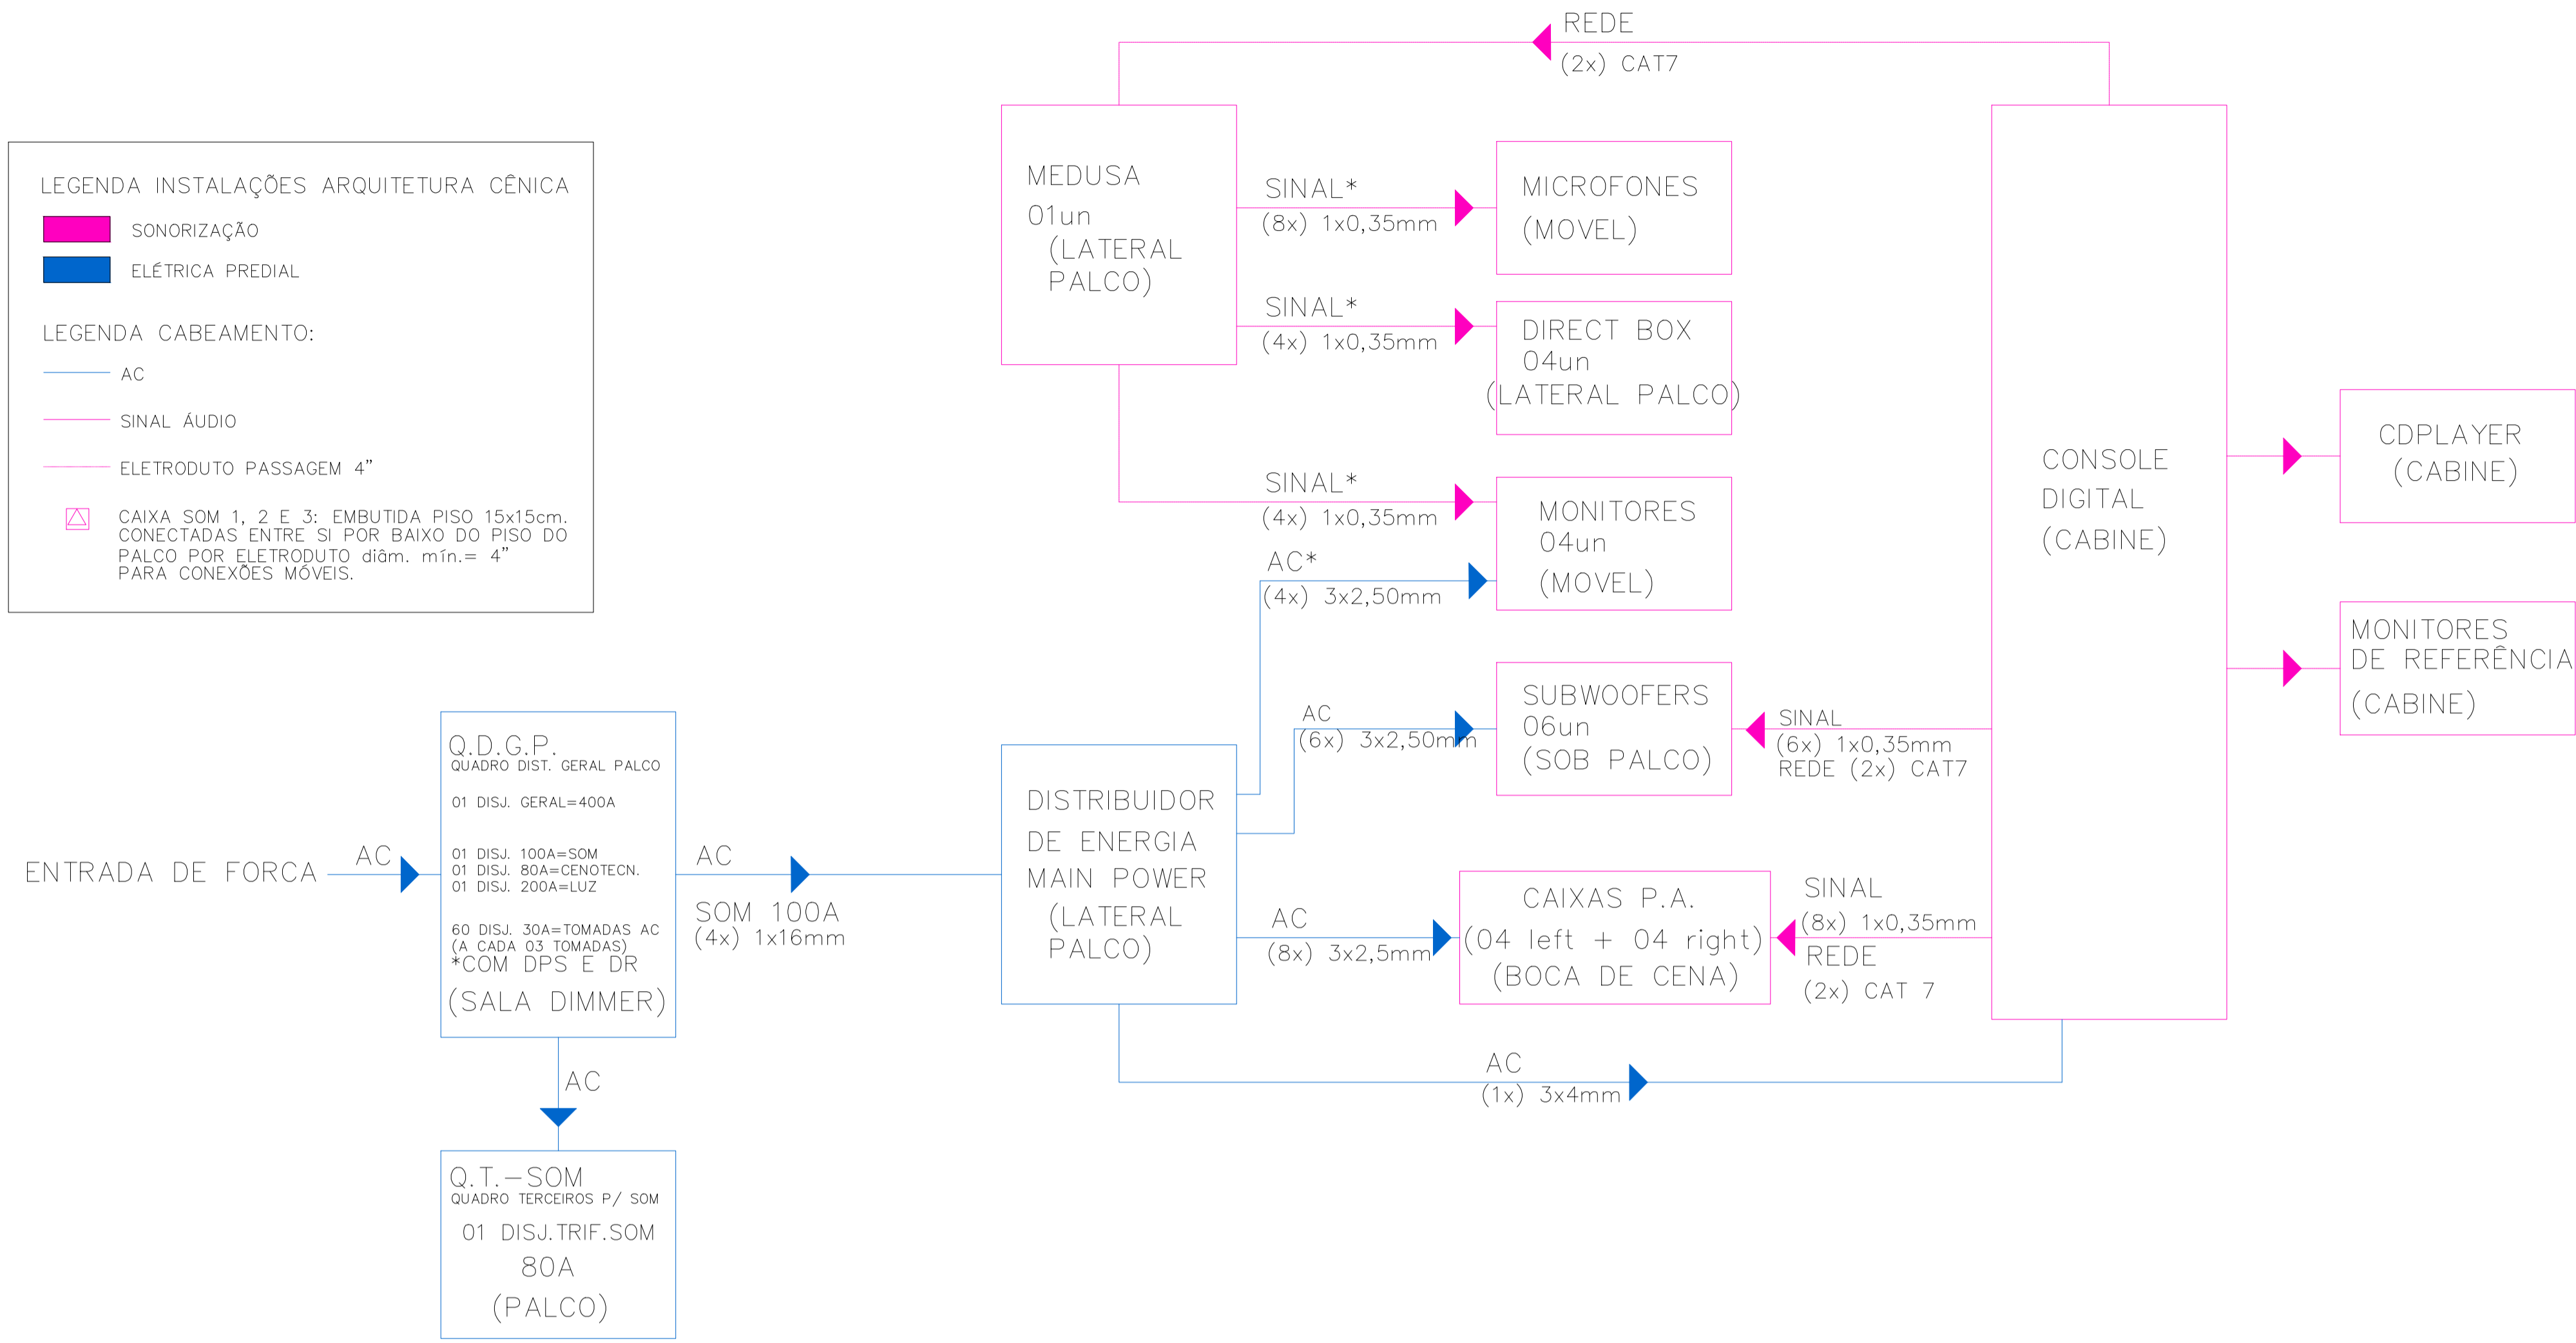 REDE
(2x) CAT7
LEGENDA INSTALAÇÕES ARQUITETURA CÊNICA
SONORIZAÇÃO
ELÉTRICA PREDIAL
LEGENDA CABEAMENTO:
AC
SINAL ÁUDIO
ELETRODUTO PASSAGEM 4"
CAIXA SOM 1, 2 E 3: EMBUTIDA PISO 15x15cm.
CONECTADAS ENTRE SI POR BAIXO DO PISO DO
PALCO POR ELETRODUTO diâm. mín.= 4"
PARA CONEXÕES MÓVEIS.
MEDUSA
01un
(LATERAL
PALCO)
SINAL*
(8x) 1x0,35mm
MICROFONES
(MOVEL)
SINAL*
(4x) 1x0,35mm
DIRECT BOX
04un
(LATERAL PALCO)
SINAL*
(4x) 1x0,35mm
AC*
(4x) 3x2,50mm
MONITORES
04un
(MOVEL)
CONSOLE
DIGITAL
(CABINE)
CDPLAYER
(CABINE)
MONITORES
DE REFERÊNCIA
(CABINE)
AC
(6x) 3x2,50mm
SUBWOOFERS
06un
(SOB PALCO)
SINAL
(6x) 1x0,35mm
REDE (2x) CAT7
ENTRADA DE FORCA
AC
Q.D.G.P.
QUADRO DIST. GERAL PALCO
01 DISJ. GERAL=400A
01 DISJ. 100A=SOM
01 DISJ. 80A=CENOTECN.
01 DISJ. 200A=LUZ
60 DISJ. 30A=TOMADAS AC
(A CADA 03 TOMADAS)
*COM DPS E DR
(SALA DIMMER)
AC
SOM 100A
(4x) 1x16mm
DISTRIBUIDOR
DE ENERGIA
MAIN POWER
(LATERAL
PALCO)
AC
(8x) 3x2,5mm
CAIXAS P.A.
(04 left + 04 right)
(BOCA DE CENA)
SINAL
(8x) 1x0,35mm
REDE
(2x) CAT 7
AC
(1x) 3x4mm
AC
Q.T.-SOM
QUADRO TERCEIROS P/ SOM
01 DISJ.TRIF.SOM
80A
(PALCO)